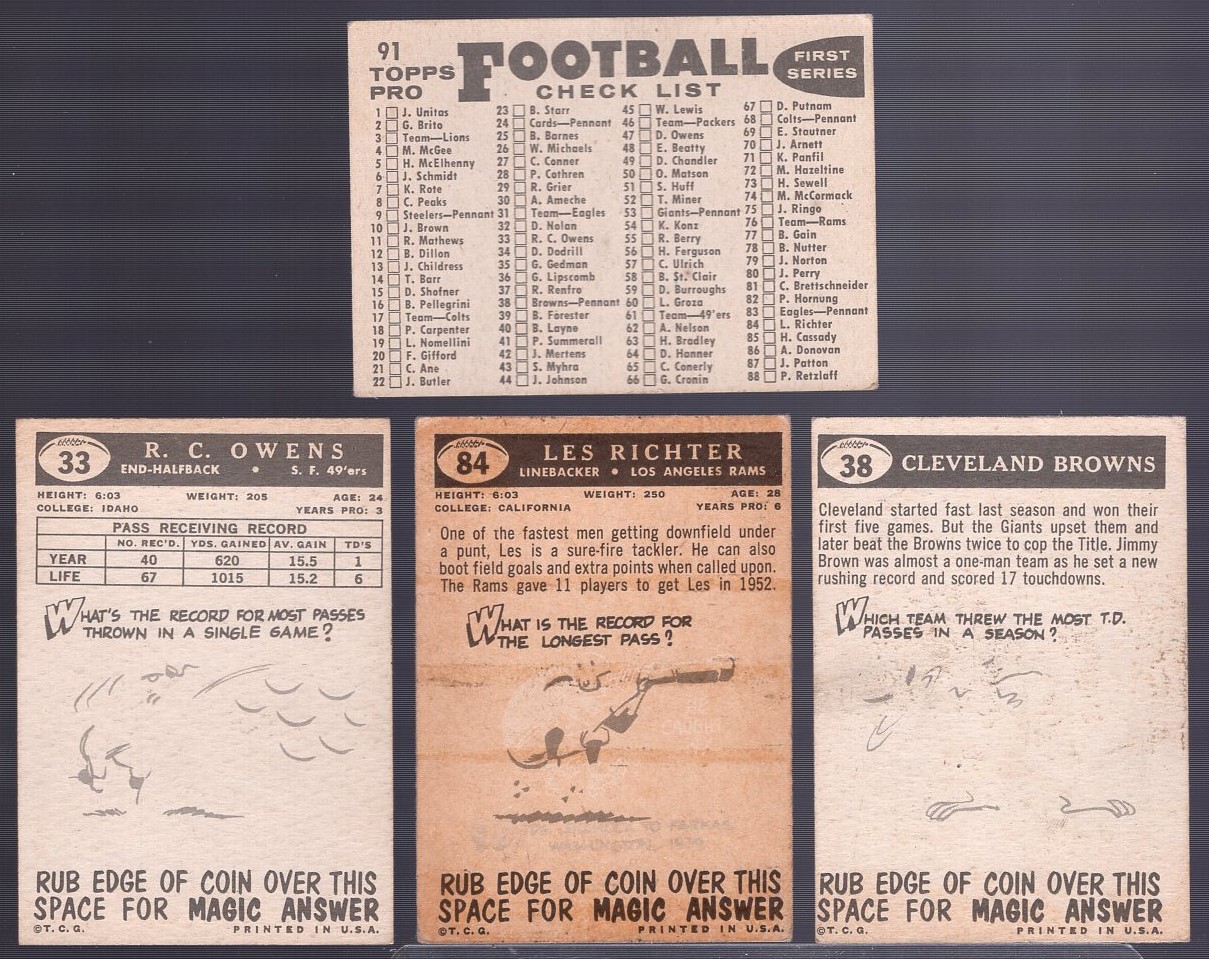 91
TOPPS
PRO
FOOTBALL
CHECK LIST
FIRST
SERIES
1 J. Unitas
2 G. Brito
3 Team—Lions
4 M. McGee
5 H. McElhenny
6 J. Schmidt
7 K. Rote
8 C. Peaks
9 Steelers—Pennant
10 J. Brown
11 R. Mathews
12 B. Dillon
13 J. Childress
14 T. Barr
15 D. Shofner
16 B. Pellegrini
17 Team—Colts
18 P. Carpenter
19 L. Nomellini
20 F. Gifford
21 C. Ane
22 J. Butler
23 B. Starr
24 Cards—Pennant
25 B. Barnes
26 W. Michaels
27 C. Conner
28 P. Cothren
29 R. Grier
30 A. Ameche
31 Team—Eagles
32 D. Nolan
33 R. C. Owens
34 D. Dodrill
35 G. Gedman
36 G. Lipscomb
37 R. Renfro
38 Browns—Pennant
39 B. Forester
40 B. Layne
41 P. Summerall
42 J. Mertens
43 S. Myhra
44 J. Johnson
45 W. Lewis
46 Team—Packers
47 D. Owens
48 E. Beatty
49 D. Chandler
50 O. Matson
51 S. Huff
52 T. Miner
53 Giants—Pennant
54 K. Konz
55 R. Berry
56 H. Ferguson
57 C. Ulrich
58 B. St. Clair
59 D. Burroughs
60 L. Groza
61 Team—49'ers
62 A. Nelson
63 H. Bradley
64 D. Hanner
65 C. Conerly
66 G. Cronin
67 D. Putnam
68 Colts—Pennant
69 E. Stautner
70 J. Arnett
71 K. Panfil
72 M. Hazeltine
73 H. Sewell
74 M. McCormack
75 J. Ringo
76 Team—Rams
77 B. Gain
78 B. Nutter
79 J. Norton
80 J. Perry
81 C. Brettschneider
82 P. Hornung
83 Eagles—Pennant
84 L. Richter
85 H. Cassady
86 A. Donovan
87 J. Patton
88 P. Retzlaff
33
R. C. OWENS
END-HALFBACK • S. F. 49'ers
HEIGHT: 6:03 WEIGHT: 205 AGE: 24
COLLEGE: IDAHO YEARS PRO: 3
PASS RECEIVING RECORD
NO. REC'D. YDS. GAINED AV. GAIN TD'S
YEAR 40 620 15.5 1
LIFE 67 1015 15.2 6
WHAT'S THE RECORD FOR MOST PASSES
THROWN IN A SINGLE GAME?
RUB EDGE OF COIN OVER THIS
SPACE FOR MAGIC ANSWER
©T.C.G. PRINTED IN U.S.A.
84
LES RICHTER
LINEBACKER • LOS ANGELES RAMS
HEIGHT: 6:03 WEIGHT: 250 AGE: 28
COLLEGE: CALIFORNIA YEARS PRO: 6
One of the fastest men getting downfield under
a punt, Les is a sure-fire tackler. He can also
boot field goals and extra points when called upon.
The Rams gave 11 players to get Les in 1952.
WHAT IS THE RECORD FOR
THE LONGEST PASS?
CAUGHT
RUB EDGE OF COIN OVER THIS
SPACE FOR MAGIC ANSWER
©T.C.G. PRINTED IN U.S.A.
38
CLEVELAND BROWNS
Cleveland started fast last season and won their
first five games. But the Giants upset them and
later beat the Browns twice to cop the Title. Jimmy
Brown was almost a one-man team as he set a new
rushing record and scored 17 touchdowns.
WHICH TEAM THREW THE MOST T.D.
PASSES IN A SEASON?
RUB EDGE OF COIN OVER THIS
SPACE FOR MAGIC ANSWER
©T.C.G. PRINTED IN U.S.A.